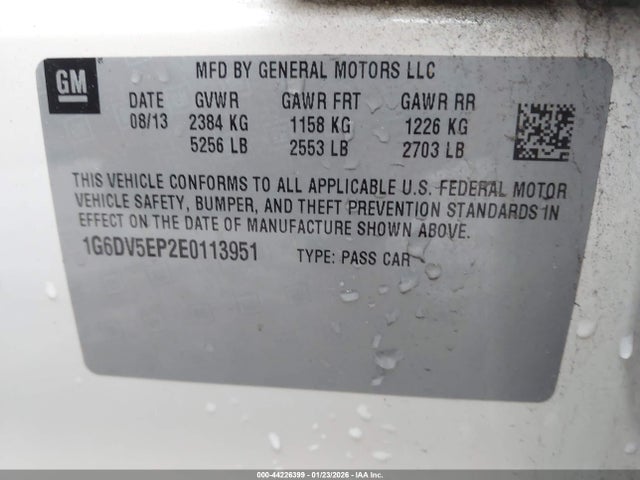 GM
MFD BY GENERAL MOTORS LLC
DATE GVWR GAWR FRT GAWR RR
08/13 2384 KG 1158 KG 1226 KG
5256 LB 2553 LB 2703 LB
THIS VEHICLE CONFORMS TO ALL APPLICABLE U.S. FEDERAL MOTOR
VEHICLE SAFETY, BUMPER, AND THEFT PREVENTION STANDARDS IN
EFFECT ON THE DATE OF MANUFACTURE SHOWN ABOVE.
1G6DV5EP2E0113951 TYPE: PASS CAR
000-44226399 - 01/23/2026 - IAAI.COM